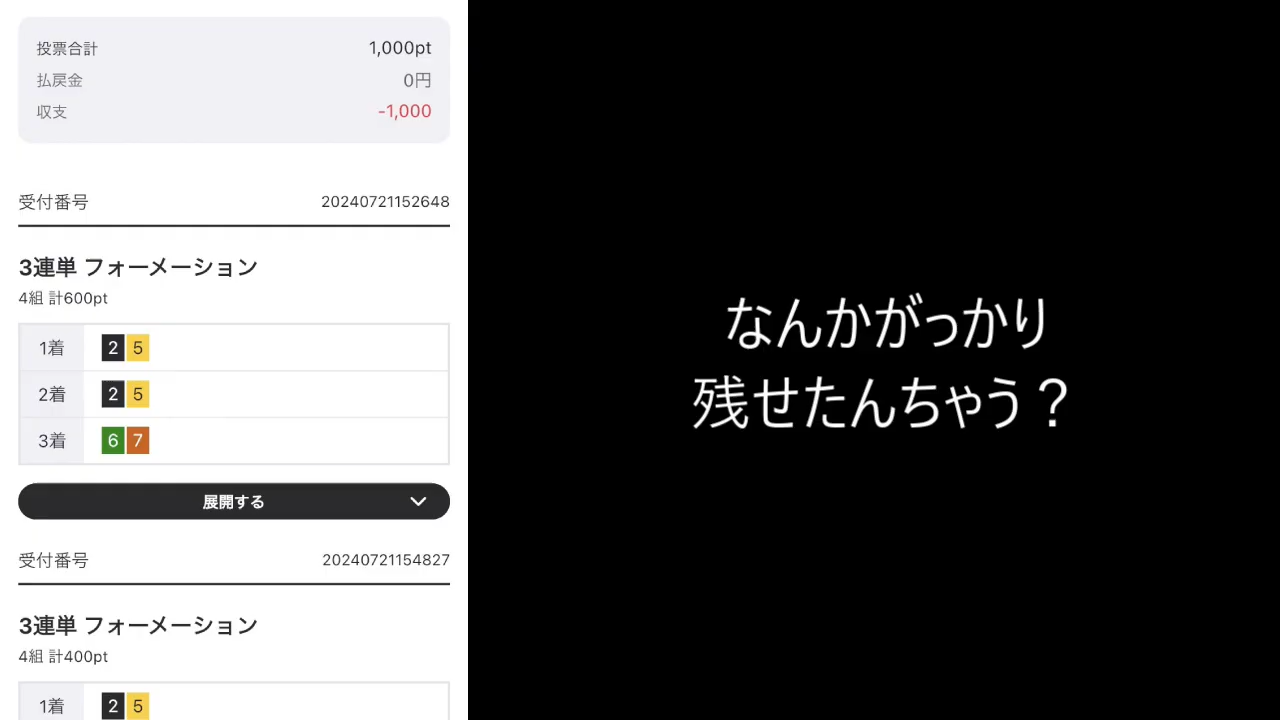 投票合計 1,000pt
払戻金 0円
収支 -1,000
受付番号 20240721152648
3連単 フォーメーション
4組 計600pt
1着 2 5
2着 2 5
3着 6 7
展開する
受付番号 20240721154827
3連単 フォーメーション
4組 計400pt
1着 2 5
なんかがっかり
残せたんちゃう？